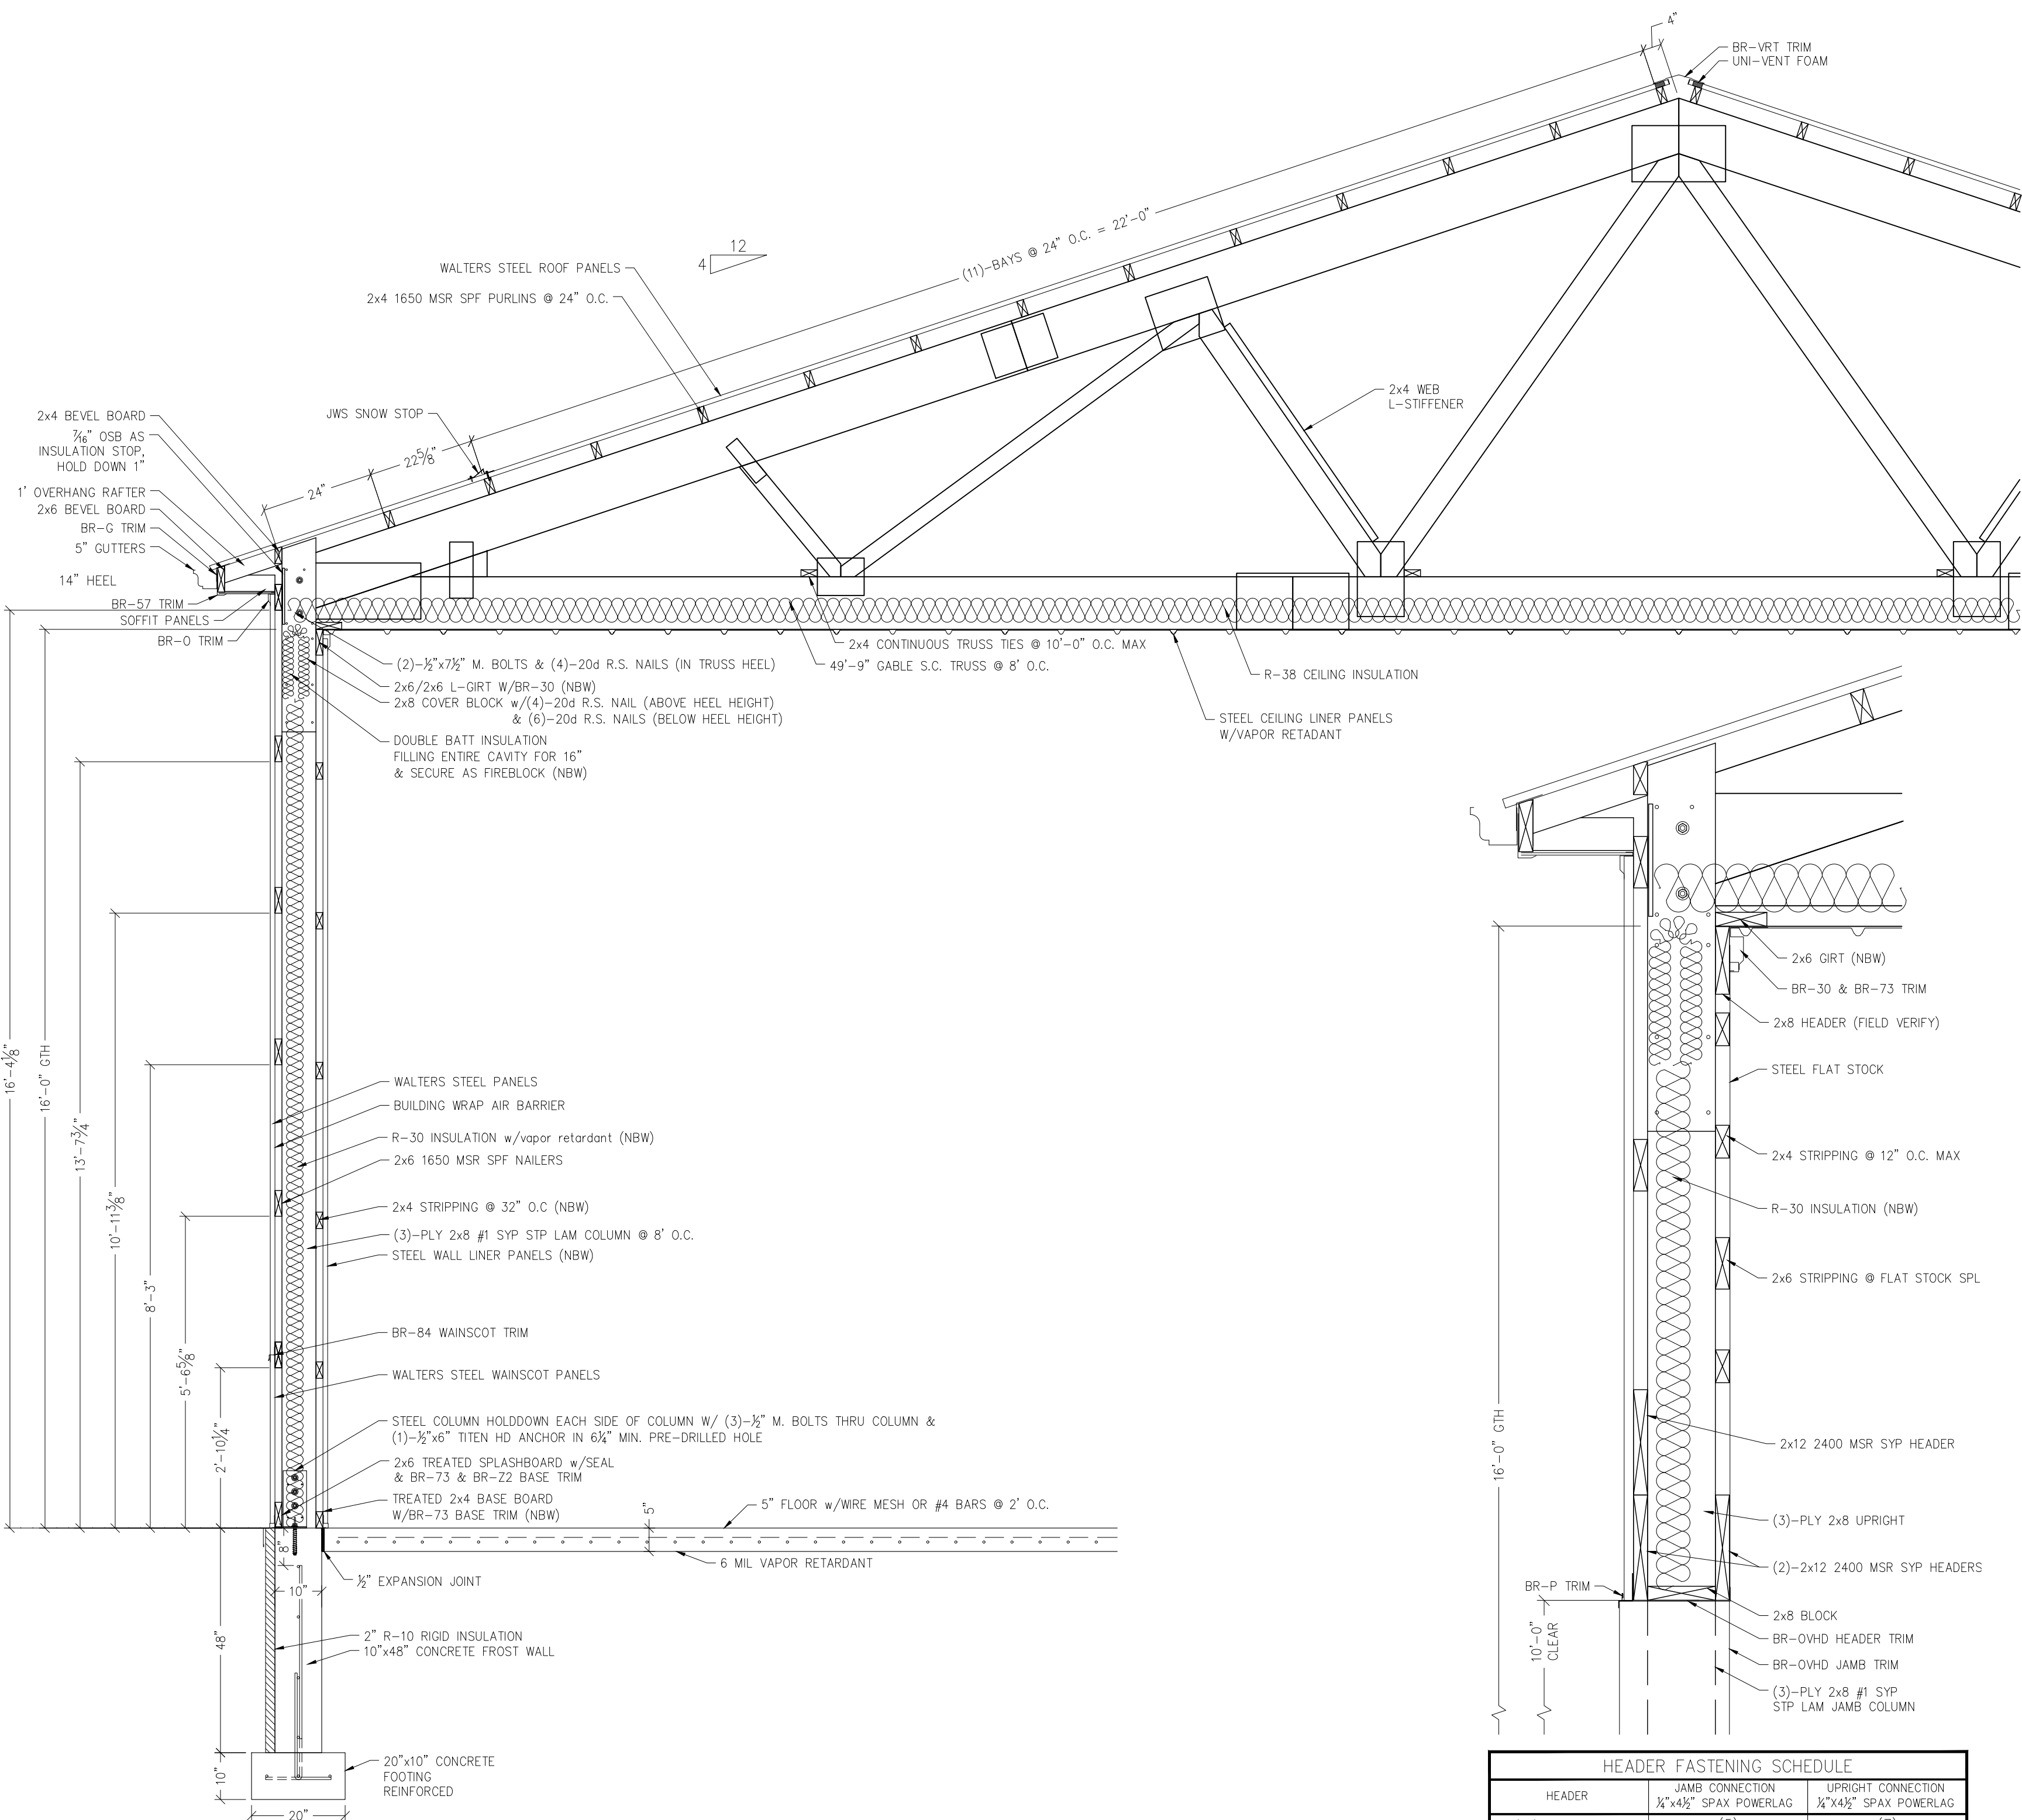 4"
BR-VRT TRIM
UNI-VENT FOAM
(11)-BAYS @ 24" O.C. = 22'-0"
12
4
WALTERS STEEL ROOF PANELS
2x4 1650 MSR SPF PURLINS @ 24" O.C.
2x4 WEB
L-STIFFENER
JWS SNOW STOP
22⅝"
24"
2x4 BEVEL BOARD
7⁄16" OSB AS
INSULATION STOP,
HOLD DOWN 1"
1' OVERHANG RAFTER
2x6 BEVEL BOARD
BR-G TRIM
5" GUTTERS
14" HEEL
BR-57 TRIM
SOFFIT PANELS
BR-O TRIM
2x4 CONTINUOUS TRUSS TIES @ 10'-0" O.C. MAX
49'-9" GABLE S.C. TRUSS @ 8' O.C.
R-38 CEILING INSULATION
STEEL CEILING LINER PANELS
W/VAPOR RETADANT
(2)-½"x7½" M. BOLTS & (4)-20d R.S. NAILS (IN TRUSS HEEL)
2x6/2x6 L-GIRT W/BR-30 (NBW)
2x8 COVER BLOCK w/(4)-20d R.S. NAIL (ABOVE HEEL HEIGHT)
& (6)-20d R.S. NAILS (BELOW HEEL HEIGHT)
DOUBLE BATT INSULATION
FILLING ENTIRE CAVITY FOR 16"
& SECURE AS FIREBLOCK (NBW)
16'-4⅛"
16'-0" GTH
13'-7¾"
10'-11⅜"
8'-3"
5'-6⅝"
2'-10¼"
WALTERS STEEL PANELS
BUILDING WRAP AIR BARRIER
R-30 INSULATION w/vapor retardant (NBW)
2x6 1650 MSR SPF NAILERS
2x4 STRIPPING @ 32" O.C (NBW)
(3)-PLY 2x8 #1 SYP STP LAM COLUMN @ 8' O.C.
STEEL WALL LINER PANELS (NBW)
BR-84 WAINSCOT TRIM
WALTERS STEEL WAINSCOT PANELS
STEEL COLUMN HOLDDOWN EACH SIDE OF COLUMN W/ (3)-½" M. BOLTS THRU COLUMN &
(1)-½"x6" TITEN HD ANCHOR IN 6¼" MIN. PRE-DRILLED HOLE
2x6 TREATED SPLASHBOARD w/SEAL
& BR-73 & BR-Z2 BASE TRIM
TREATED 2x4 BASE BOARD
W/BR-73 BASE TRIM (NBW)
5"
5" FLOOR w/WIRE MESH OR #4 BARS @ 2' O.C.
6 MIL VAPOR RETARDANT
8"
10"
½" EXPANSION JOINT
48"
2" R-10 RIGID INSULATION
10"x48" CONCRETE FROST WALL
10"
20"x10" CONCRETE
FOOTING
REINFORCED
20"
2x6 GIRT (NBW)
BR-30 & BR-73 TRIM
2x8 HEADER (FIELD VERIFY)
STEEL FLAT STOCK
2x4 STRIPPING @ 12" O.C. MAX
R-30 INSULATION (NBW)
2x6 STRIPPING @ FLAT STOCK SPL
16'-0" GTH
2x12 2400 MSR SYP HEADER
(3)-PLY 2x8 UPRIGHT
(2)-2x12 2400 MSR SYP HEADERS
BR-P TRIM
2x8 BLOCK
10'-0"
CLEAR
BR-OVHD HEADER TRIM
BR-OVHD JAMB TRIM
(3)-PLY 2x8 #1 SYP
STP LAM JAMB COLUMN
HEADER FASTENING SCHEDULE
HEADER
JAMB CONNECTION
¼"x4½" SPAX POWERLAG
UPRIGHT CONNECTION
¼"X4½" SPAX POWERLAG